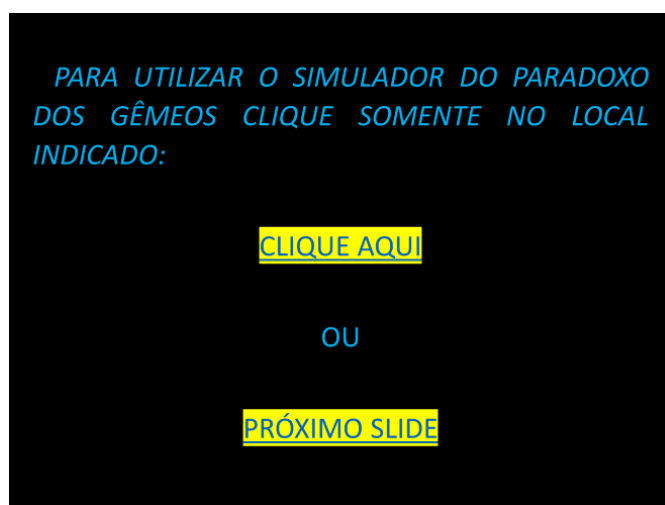 PARA UTILIZAR O SIMULADOR DO PARADOXO
DOS GÊMEOS CLIQUE SOMENTE NO LOCAL
INDICADO:
CLIQUE AQUI
OU
PRÓXIMO SLIDE